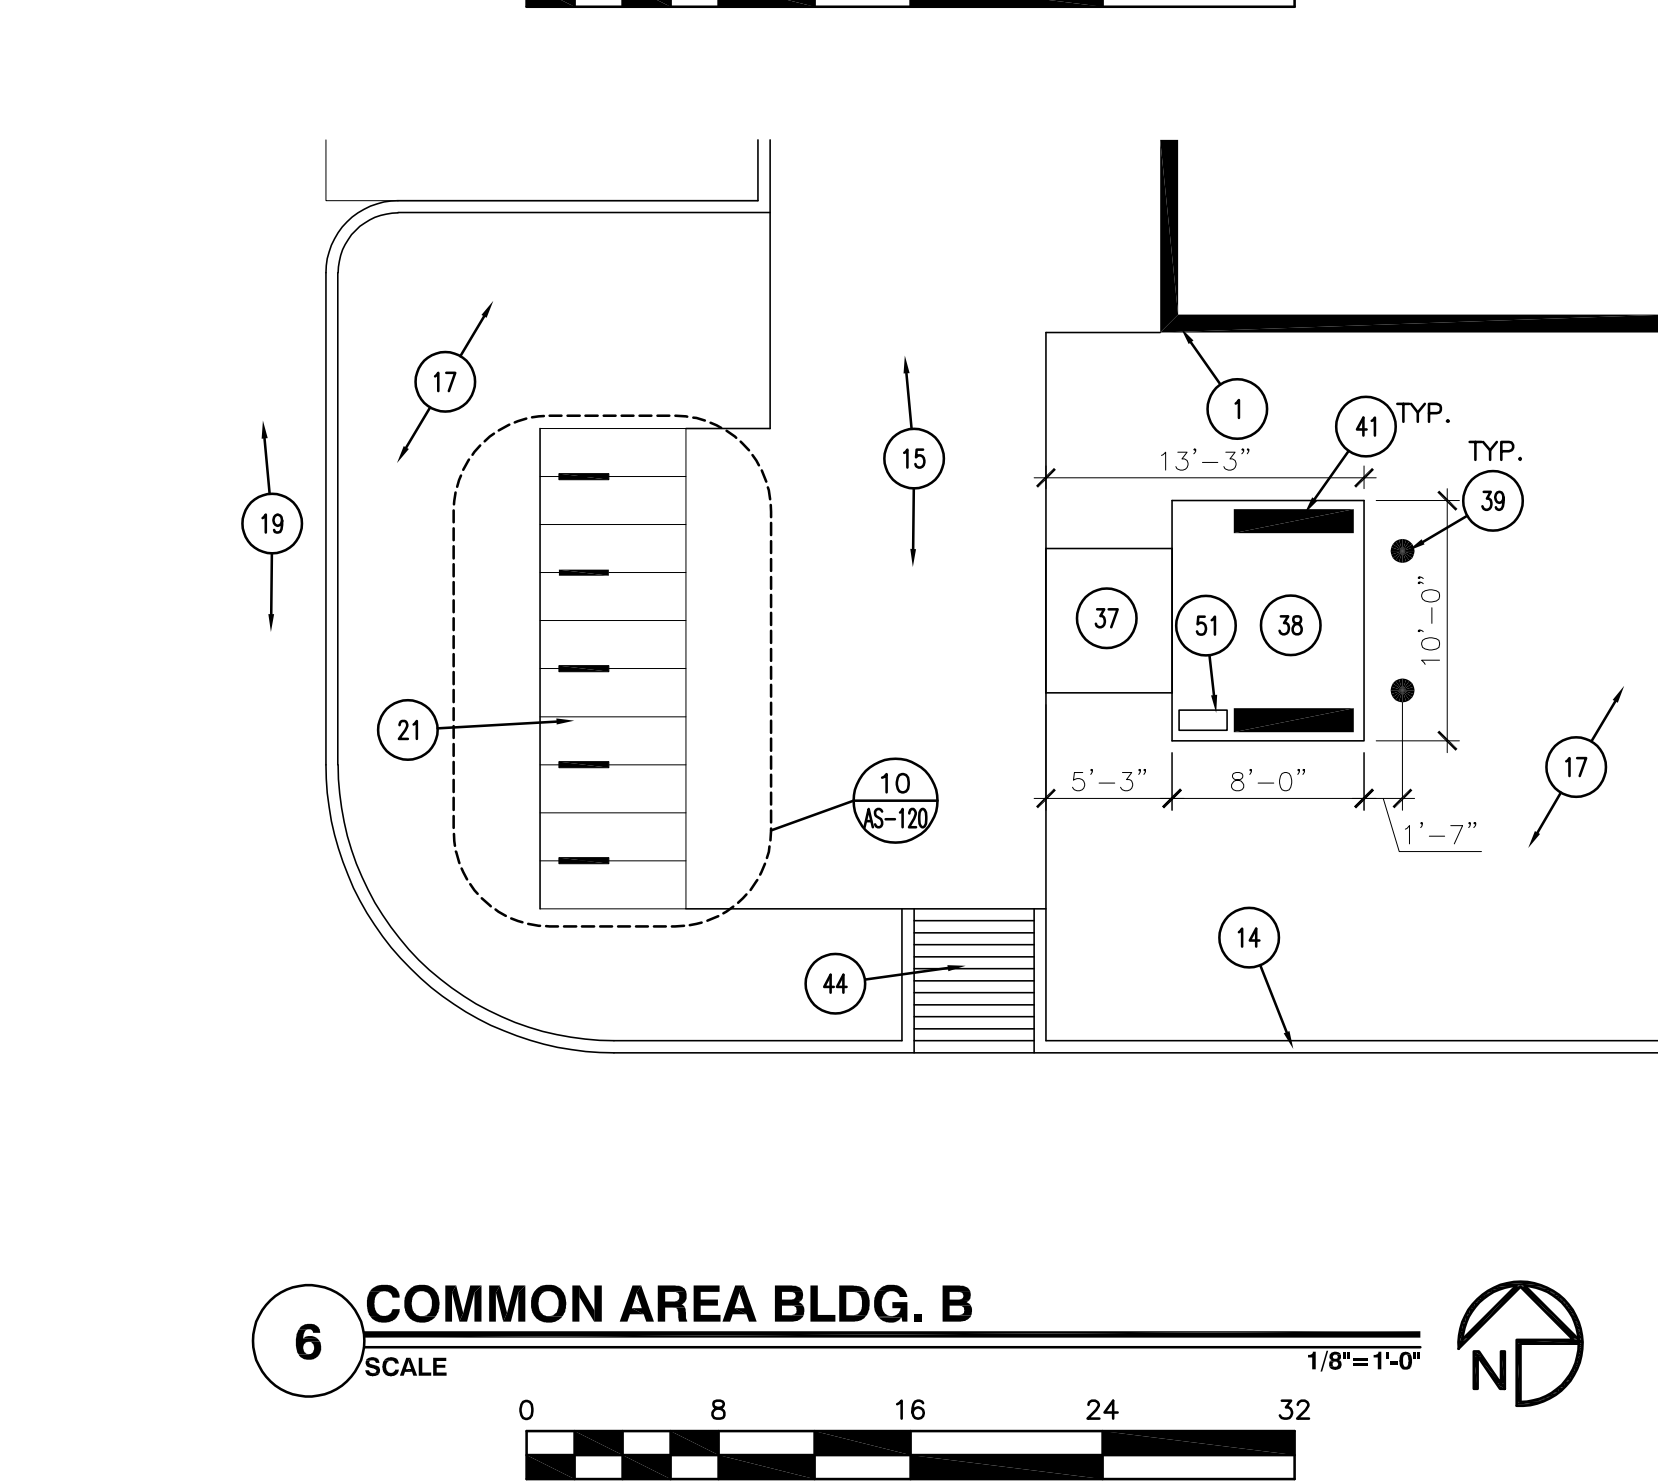 17
1
41 TYP.
TYP.
15
13'-3"
39
19
10'-0"
37
51
38
21
17
10
AS-120
5'-3"
8'-0"
1'-7"
14
44
6
COMMON AREA BLDG. B
SCALE
1/8"=1'-0"
N
0 8 16 24 32